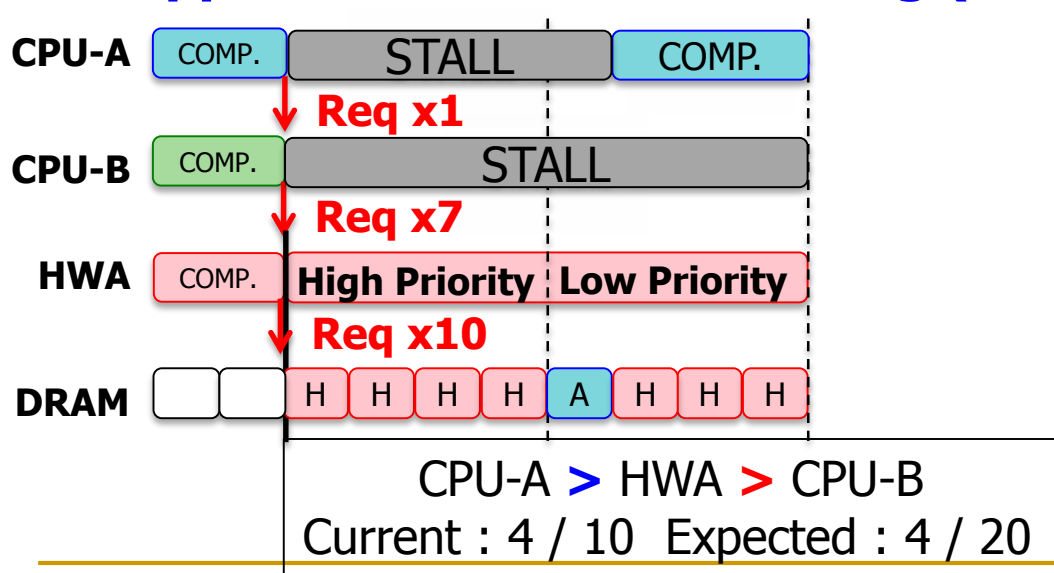 CPU-A COMP. STALL COMP.
Req x1
CPU-B COMP. STALL
Req x7
HWA COMP. High Priority Low Priority
Req x10
DRAM H H H H A H H H
CPU-A > HWA > CPU-B
Current : 4 / 10 Expected : 4 / 20